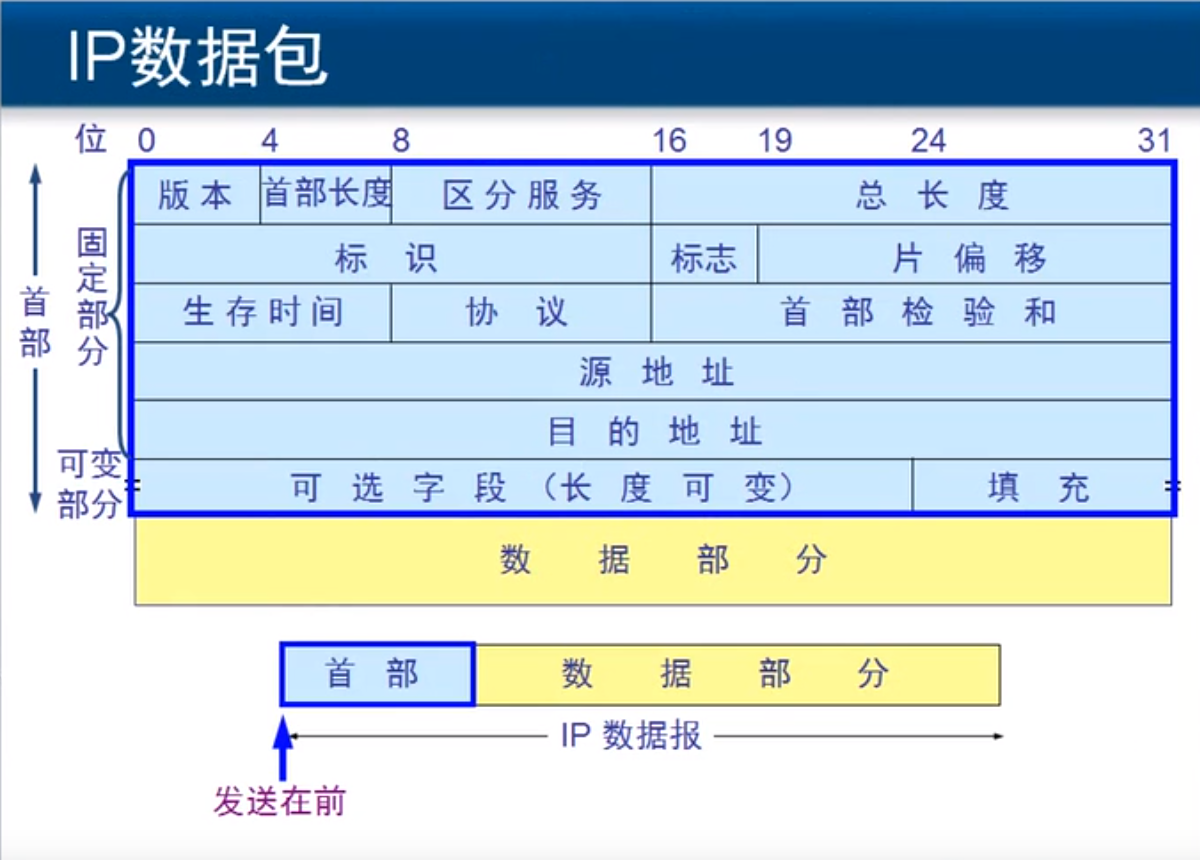 IP数据包
位 0 4 8 16 19 24 31
版本 首部长度 区分服务 总长度
标识 标志 片偏移
生存时间 协议 首部检验和
源地址
目的地址
可选字段（长度可变） 填充
数据部分
首部
固定部分
可变
部分
首部 数据部分
IP 数据报
发送在前